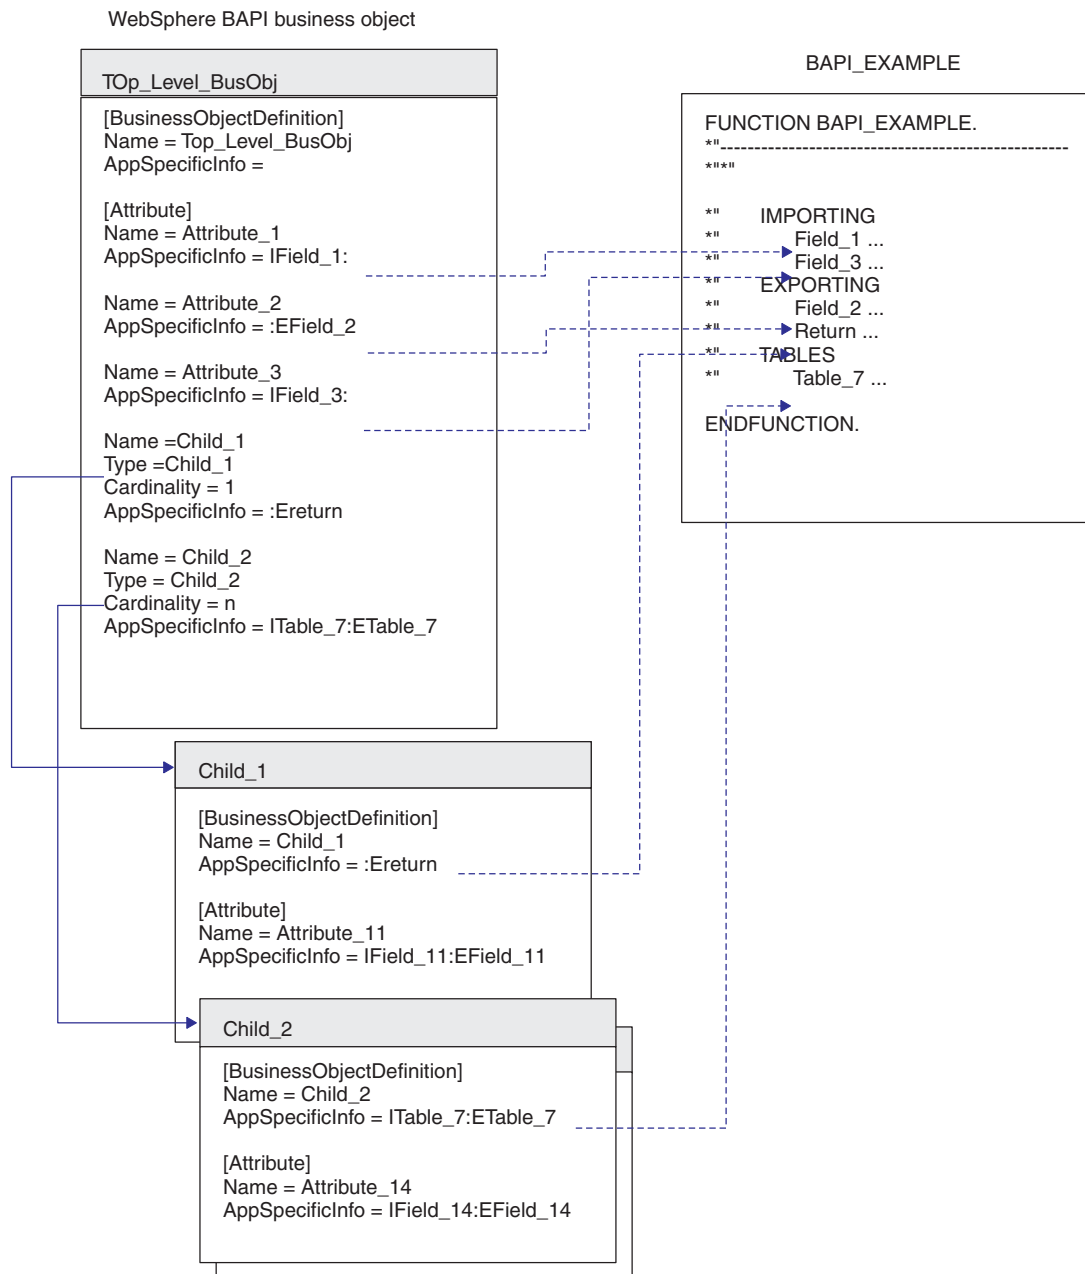 WebSphere BAPI business object
TOp_Level_BusObj
[BusinessObjectDefinition]
Name = Top_Level_BusObj
AppSpecificInfo =
[Attribute]
Name = Attribute_1
AppSpecificInfo = IField_1:
Name = Attribute_2
AppSpecificInfo = :EField_2
Name = Attribute_3
AppSpecificInfo = IField_3:
Name =Child_1
Type =Child_1
Cardinality = 1
AppSpecificInfo = :Ereturn
Name = Child_2
Type = Child_2
Cardinality = n
AppSpecificInfo = ITable_7:ETable_7
BAPI_EXAMPLE
FUNCTION BAPI_EXAMPLE.
*"----------------------------------------------------
*"*"
*" IMPORTING
*" Field_1 ...
*" Field_3 ...
*" EXPORTING
*" Field_2 ...
*" Return ...
*" TABLES
*" Table_7 ...
ENDFUNCTION.
Child_1
[BusinessObjectDefinition]
Name = Child_1
AppSpecificInfo = :Ereturn
[Attribute]
Name = Attribute_11
AppSpecificInfo = IField_11:EField_11
Child_2
[BusinessObjectDefinition]
Name = Child_2
AppSpecificInfo = ITable_7:ETable_7
[Attribute]
Name = Attribute_14
AppSpecificInfo = IField_14:EField_14